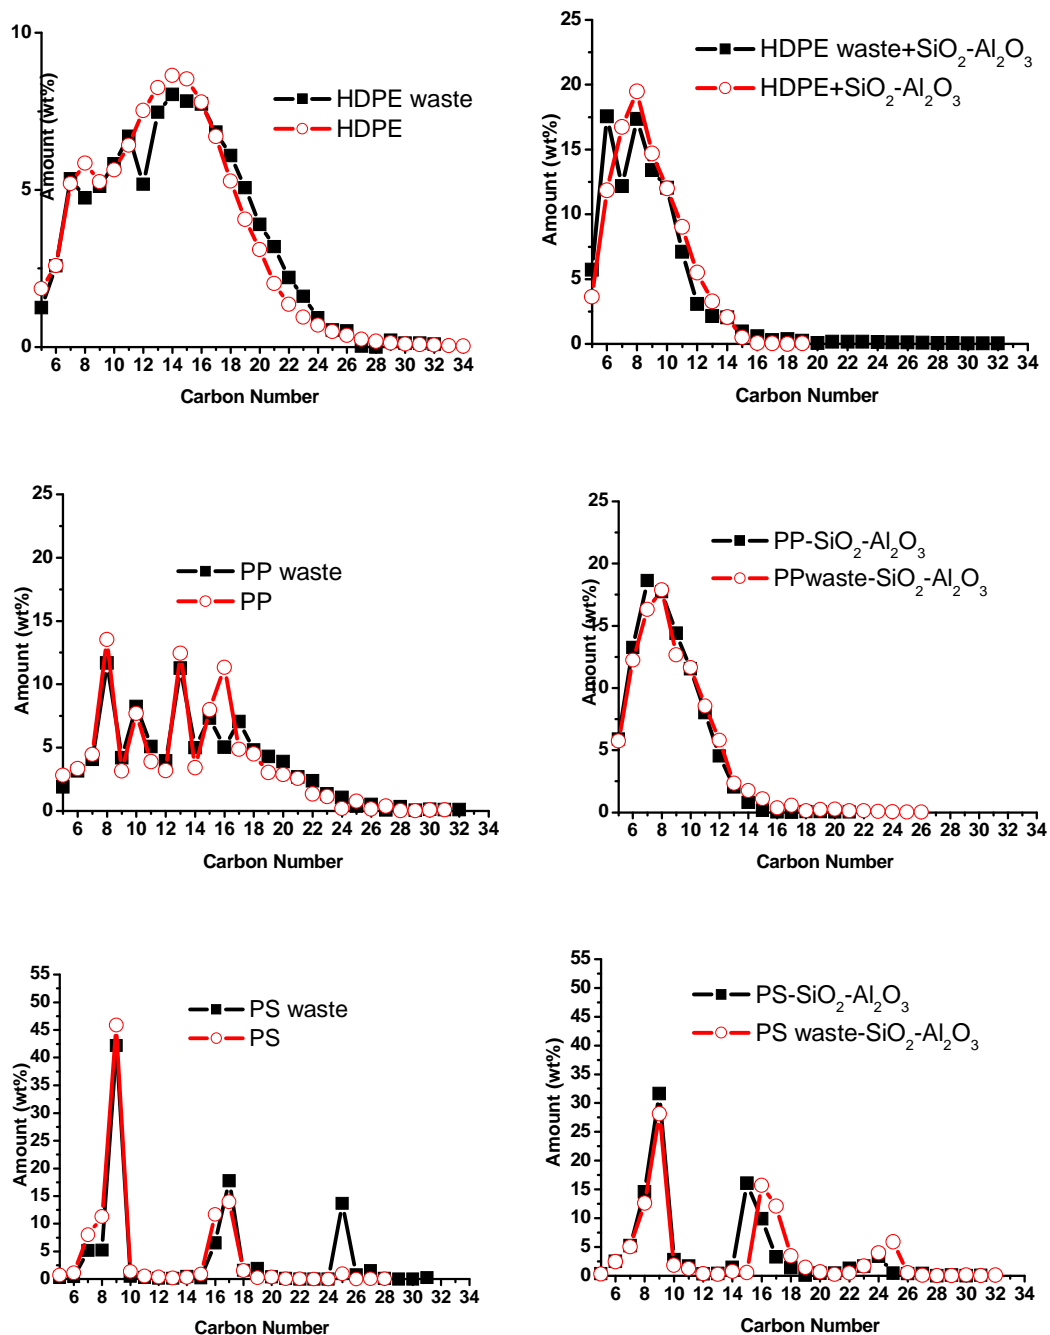 10
5
0
Amount (wt%)
HDPE waste
HDPE
6 8 10 12 14 16 18 20 22 24 26 28 30 32 34
Carbon Number
25
20
15
10
5
0
Amount (wt%)
HDPE waste+SiO₂-Al₂O₃
HDPE+SiO₂-Al₂O₃
6 8 10 12 14 16 18 20 22 24 26 28 30 32 34
Carbon Number
25
20
15
10
5
0
Amount (wt%)
PP waste
PP
6 8 10 12 14 16 18 20 22 24 26 28 30 32 34
Carbon Number
25
20
15
10
5
0
Amount (wt%)
PP-SiO₂-Al₂O₃
PPwaste-SiO₂-Al₂O₃
6 8 10 12 14 16 18 20 22 24 26 28 30 32 34
Carbon Number
55
50
45
40
35
30
25
20
15
10
5
0
Amount (wt%)
PS waste
PS
6 8 10 12 14 16 18 20 22 24 26 28 30 32 34
Carbon Number
55
50
45
40
35
30
25
20
15
10
5
0
Amount (wt%)
PS-SiO₂-Al₂O₃
PS waste-SiO₂-Al₂O₃
6 8 10 12 14 16 18 20 22 24 26 28 30 32 34
Carbon Number